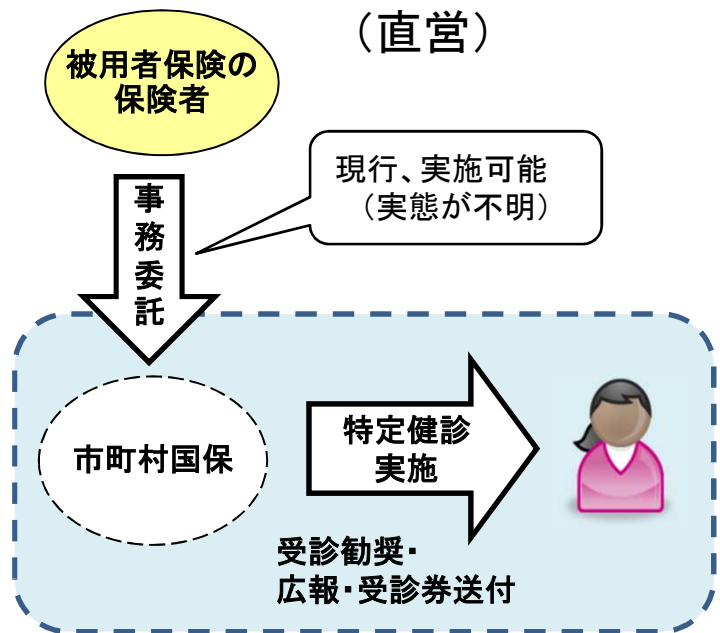 （直営）
被用者保険の
保険者
現行、実施可能
（実態が不明）
事務委託
市町村国保
特定健診
実施
受診勧奨・
広報・受診券送付